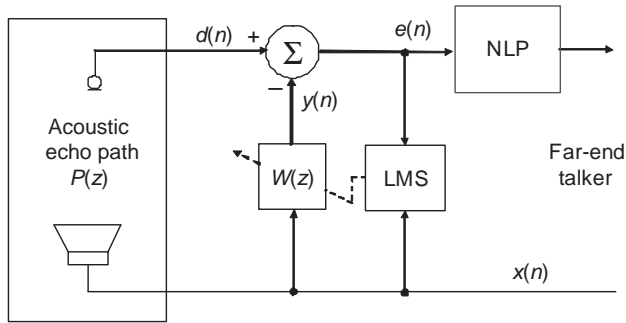 d(n)
+
Σ
e(n)
NLP
−
y(n)
Acoustic
echo path
P(z)
W(z)
LMS
Far-end
talker
x(n)